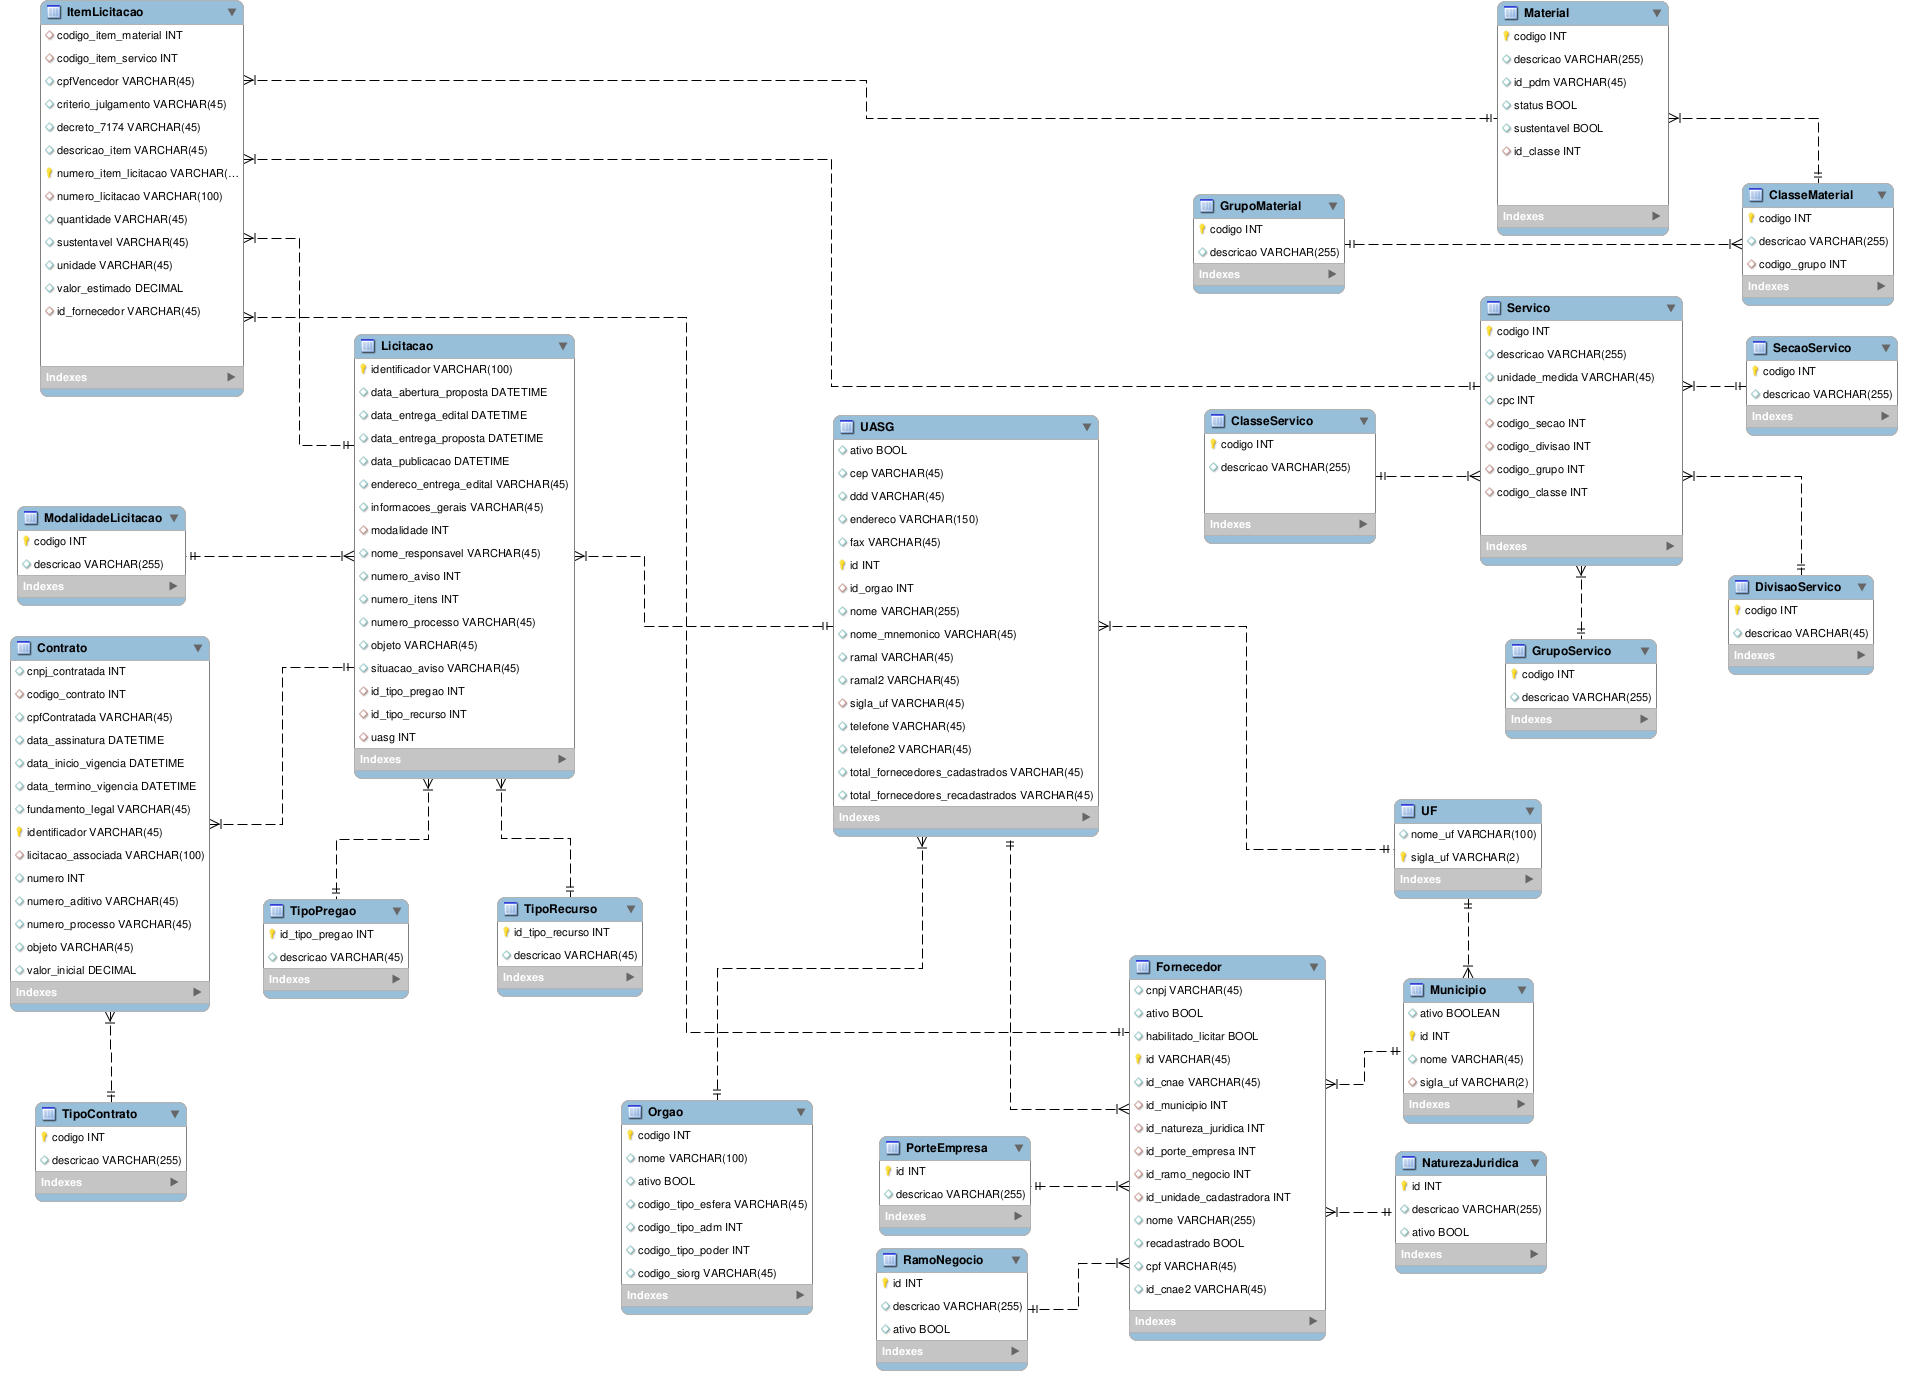 ItemLicitacao
codigo_item_material INT
codigo_item_servico INT
cpfVencedor VARCHAR(45)
criterio_julgamento VARCHAR(45)
decreto_7174 VARCHAR(45)
descricao_item VARCHAR(45)
numero_item_licitacao VARCHAR(...
numero_licitacao VARCHAR(100)
quantidade VARCHAR(45)
sustentavel VARCHAR(45)
unidade VARCHAR(45)
valor_estimado DECIMAL
id_fornecedor VARCHAR(45)
Indexes
Material
codigo INT
descricao VARCHAR(255)
id_pdm VARCHAR(45)
status BOOL
sustentavel BOOL
id_classe INT
Indexes
GrupoMaterial
codigo INT
descricao VARCHAR(255)
Indexes
ClasseMaterial
codigo INT
descricao VARCHAR(255)
codigo_grupo INT
Indexes
Servico
codigo INT
descricao VARCHAR(255)
unidade_medida VARCHAR(45)
cpc INT
codigo_secao INT
codigo_divisao INT
codigo_grupo INT
codigo_classe INT
Indexes
SecaoServico
codigo INT
descricao VARCHAR(255)
Indexes
ClasseServico
codigo INT
descricao VARCHAR(255)
Indexes
DivisaoServico
codigo INT
descricao VARCHAR(45)
Indexes
GrupoServico
codigo INT
descricao VARCHAR(255)
Indexes
Licitacao
identificador VARCHAR(100)
data_abertura_proposta DATETIME
data_entrega_edital DATETIME
data_entrega_proposta DATETIME
data_publicacao DATETIME
endereco_entrega_edital VARCHAR(45)
informacoes_gerais VARCHAR(45)
modalidade INT
nome_responsavel VARCHAR(45)
numero_aviso INT
numero_itens INT
numero_processo VARCHAR(45)
objeto VARCHAR(45)
situacao_aviso VARCHAR(45)
id_tipo_pregao INT
id_tipo_recurso INT
uasg INT
Indexes
UASG
ativo BOOL
cep VARCHAR(45)
ddd VARCHAR(45)
endereco VARCHAR(150)
fax VARCHAR(45)
id INT
id_orgao INT
nome VARCHAR(255)
nome_mnemonico VARCHAR(45)
ramal VARCHAR(45)
ramal2 VARCHAR(45)
sigla_uf VARCHAR(45)
telefone VARCHAR(45)
telefone2 VARCHAR(45)
total_fornecedores_cadastrados VARCHAR(45)
total_fornecedores_recadastrados VARCHAR(45)
Indexes
ModalidadeLicitacao
codigo INT
descricao VARCHAR(255)
Indexes
Contrato
cnpj_contratada INT
codigo_contrato INT
cpfContratada VARCHAR(45)
data_assinatura DATETIME
data_inicio_vigencia DATETIME
data_termino_vigencia DATETIME
fundamento_legal VARCHAR(45)
identificador VARCHAR(45)
licitacao_associada VARCHAR(100)
numero INT
numero_aditivo VARCHAR(45)
numero_processo VARCHAR(45)
objeto VARCHAR(45)
valor_inicial DECIMAL
Indexes
TipoPregao
id_tipo_pregao INT
descricao VARCHAR(45)
Indexes
TipoRecurso
id_tipo_recurso INT
descricao VARCHAR(45)
Indexes
UF
nome_uf VARCHAR(100)
sigla_uf VARCHAR(2)
Indexes
Fornecedor
cnpj VARCHAR(45)
ativo BOOL
habilitado_licitar BOOL
id VARCHAR(45)
id_cnae VARCHAR(45)
id_municipio INT
id_natureza_juridica INT
id_porte_empresa INT
id_ramo_negocio INT
id_unidade_cadastradora INT
nome VARCHAR(255)
recadastrado BOOL
cpf VARCHAR(45)
id_cnae2 VARCHAR(45)
Indexes
Municipio
ativo BOOLEAN
id INT
nome VARCHAR(45)
sigla_uf VARCHAR(2)
Indexes
TipoContrato
codigo INT
descricao VARCHAR(255)
Indexes
Orgao
codigo INT
nome VARCHAR(100)
ativo BOOL
codigo_tipo_esfera VARCHAR(45)
codigo_tipo_adm INT
codigo_tipo_poder INT
codigo_siorg VARCHAR(45)
Indexes
PorteEmpresa
id INT
descricao VARCHAR(255)
Indexes
NaturezaJuridica
id INT
descricao VARCHAR(255)
ativo BOOL
Indexes
RamoNegocio
id INT
descricao VARCHAR(255)
ativo BOOL
Indexes